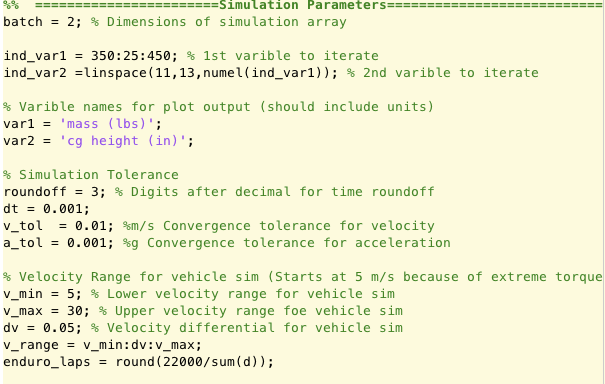 %%  =======================Simulation Parameters===========================
batch = 2; % Dimensions of simulation array
ind_var1 = 350:25:450; % 1st varible to iterate
ind_var2 =linspace(11,13,numel(ind_var1)); % 2nd varible to iterate
% Varible names for plot output (should include units)
var1 = 'mass (lbs)';
var2 = 'cg height (in)';
% Simulation Tolerance
roundoff = 3; % Digits after decimal for time roundoff
dt = 0.001;
v_tol  = 0.01; %m/s Convergence tolerance for velocity
a_tol = 0.001; %g Convergence tolerance for acceleration
% Velocity Range for vehicle sim (Starts at 5 m/s because of extreme torque
v_min = 5; % Lower velocity range for vehicle sim
v_max = 30; % Upper velocity range foe vehicle sim
dv = 0.05; % Velocity differential for vehicle sim
v_range = v_min:dv:v_max;
enduro_laps = round(22000/sum(d));